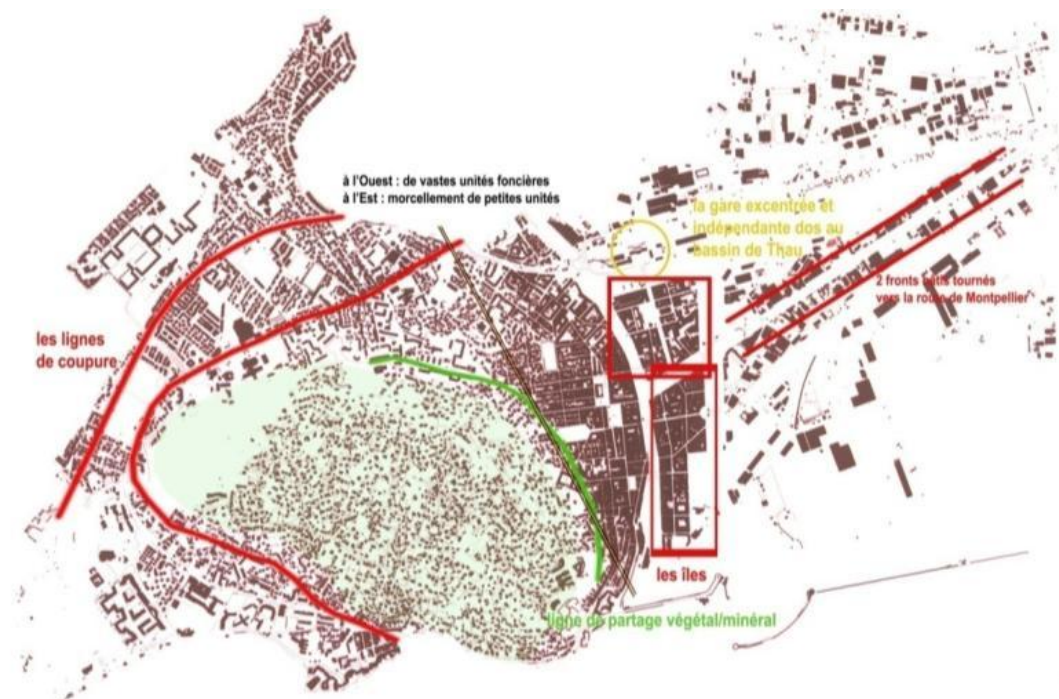 à l'Ouest : de vastes unités foncières
à l'Est : morcellement de petites unités
la gare excentrée et
indépendante dos au
bassin de Thau
2 fronts bâtis tournés
vers la route de Montpellier
les lignes
de coupure
les îles
ligne de partage végétal/minéral